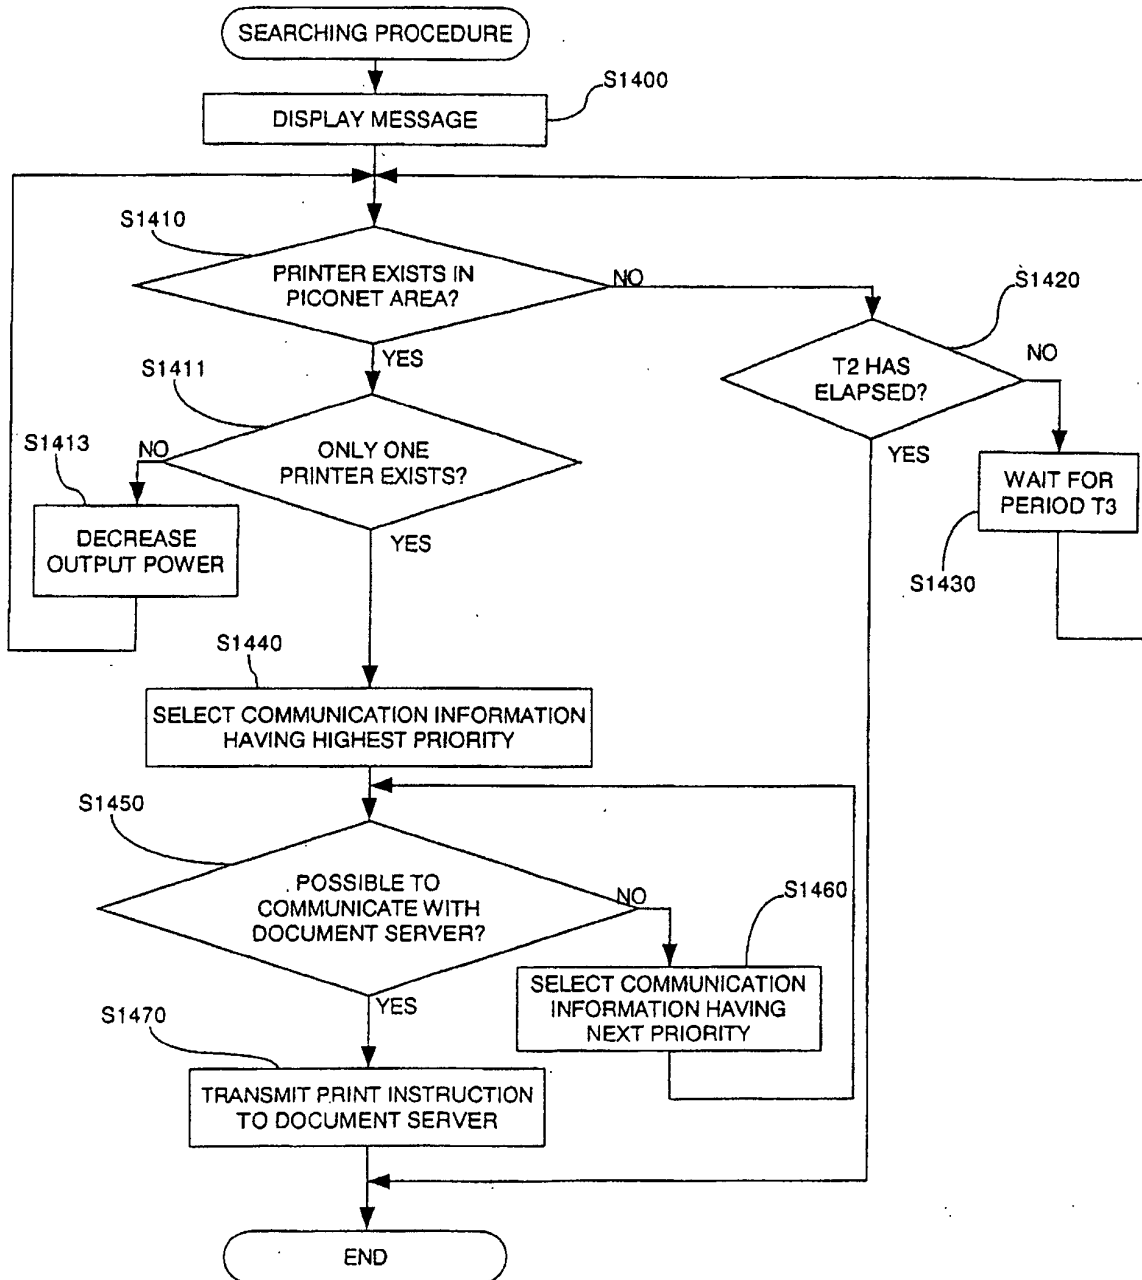 SEARCHING PROCEDURE
S1400
DISPLAY MESSAGE
S1410
PRINTER EXISTS IN
PICONET AREA?
NO
YES
S1420
T2 HAS
ELAPSED?
NO
YES
S1411
ONLY ONE
PRINTER EXISTS?
NO
YES
S1413
DECREASE
OUTPUT POWER
WAIT FOR
PERIOD T3
S1430
S1440
SELECT COMMUNICATION INFORMATION
HAVING HIGHEST PRIORITY
S1450
POSSIBLE TO
COMMUNICATE WITH
DOCUMENT SERVER?
NO
YES
S1460
SELECT COMMUNICATION
INFORMATION HAVING
NEXT PRIORITY
S1470
TRANSMIT PRINT INSTRUCTION
TO DOCUMENT SERVER
END